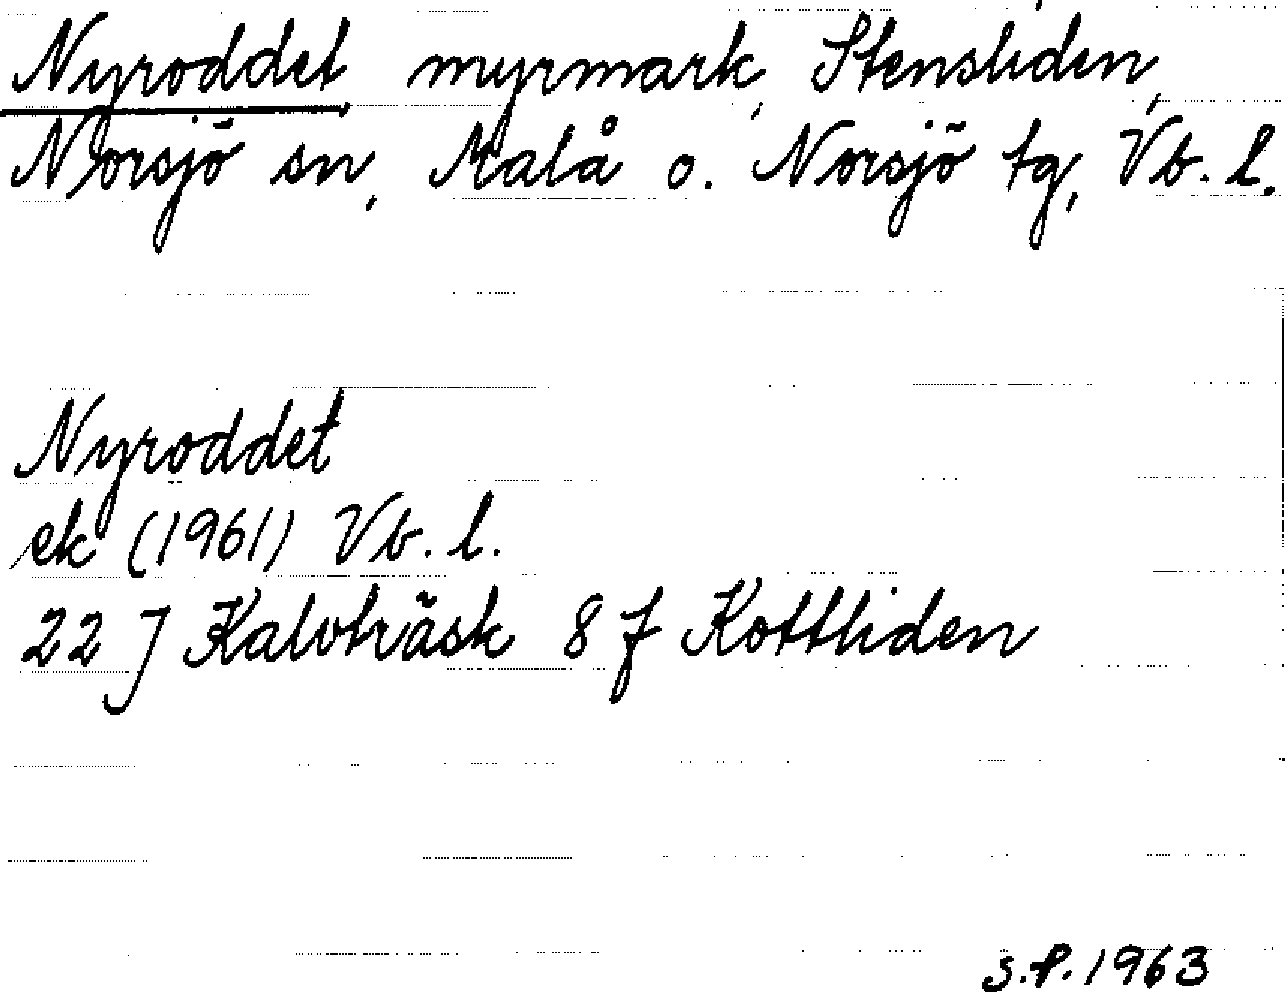 Nyroddet, myrmark, Stensliden,
Norsjö sn, Malå o. Norsjö tg, Vb. l.
Nyroddet
ek (1961) Vb. l.
22 J Kalvträsk 8 f Kottliden
S.P. 1963